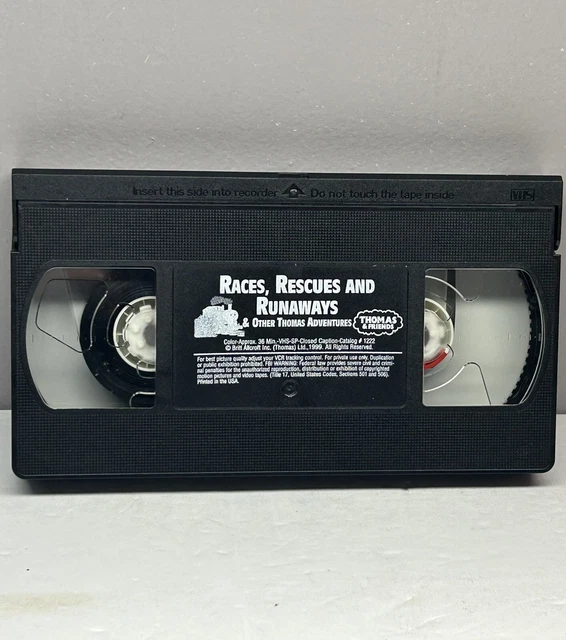 Insert this side into recorder Do not touch the tape inside
VHS
RACES, RESCUES AND
RUNAWAYS
& OTHER THOMAS ADVENTURES
THOMAS
& FRIENDS
Color-Approx. 36 Min.-VHS-SP-Closed Caption-Catalog # 1222
© Britt Allcroft Inc. (Thomas) Ltd.,1999. All Rights Reserved.
For best picture quality adjust your VCR tracking control. For private use only. Duplication
or public exhibition prohibited. FBI WARNING: Federal law provides severe civil and crimi-
nal penalties for the unauthorized reproduction, distribution or exhibition of copyrighted
motion pictures and video tapes. (Title 17, United States Codes, Sections 501 and 506).
Printed in the USA.